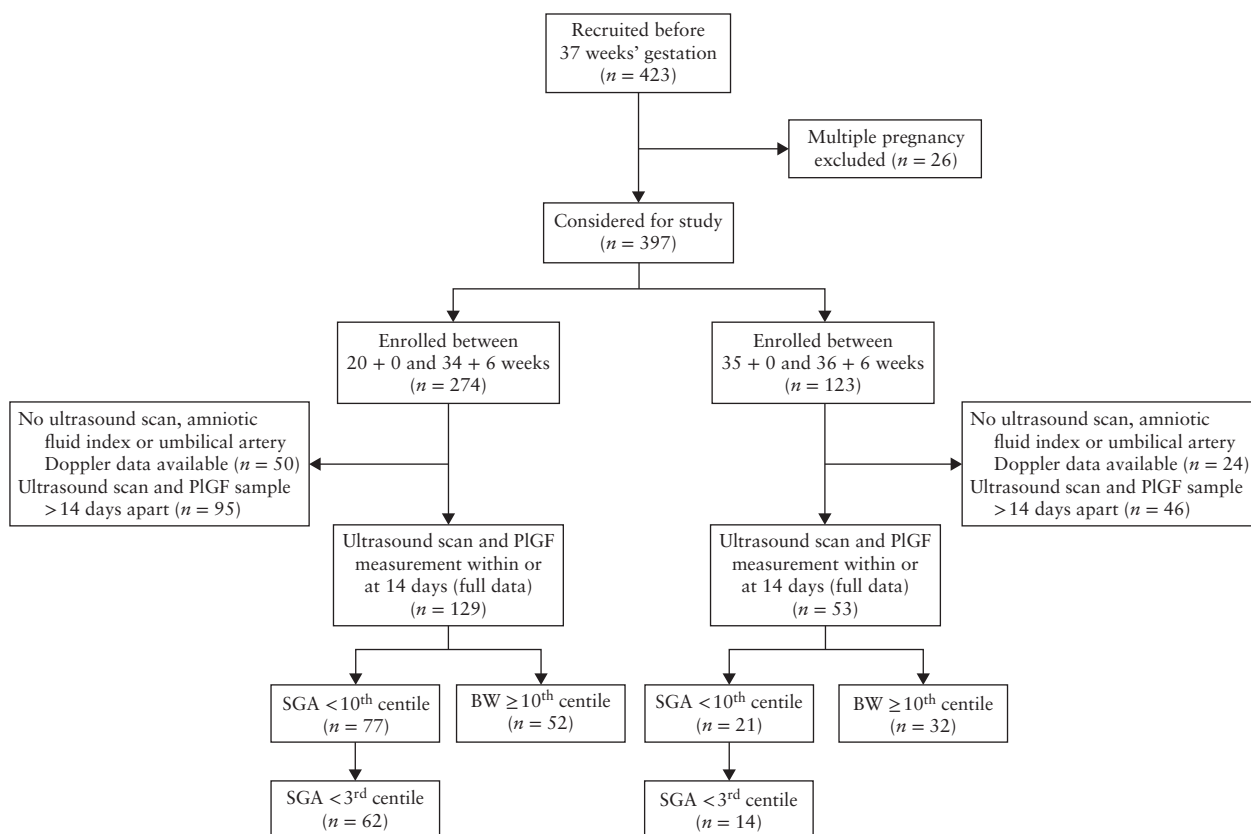 Recruited before
37 weeks' gestation
(n = 423)
Multiple pregnancy
excluded (n = 26)
Considered for study
(n = 397)
Enrolled between
20 + 0 and 34 + 6 weeks
(n = 274)
Enrolled between
35 + 0 and 36 + 6 weeks
(n = 123)
No ultrasound scan, amniotic
fluid index or umbilical artery
Doppler data available (n = 50)
Ultrasound scan and PlGF sample
>14 days apart (n = 95)
No ultrasound scan, amniotic
fluid index or umbilical artery
Doppler data available (n = 24)
Ultrasound scan and PlGF sample
>14 days apart (n = 46)
Ultrasound scan and PlGF
measurement within or
at 14 days (full data)
(n = 129)
Ultrasound scan and PlGF
measurement within or
at 14 days (full data)
(n = 53)
SGA <10th centile
(n = 77)
BW ≥10th centile
(n = 52)
SGA <10th centile
(n = 21)
BW ≥10th centile
(n = 32)
SGA <3rd centile
(n = 62)
SGA <3rd centile
(n = 14)